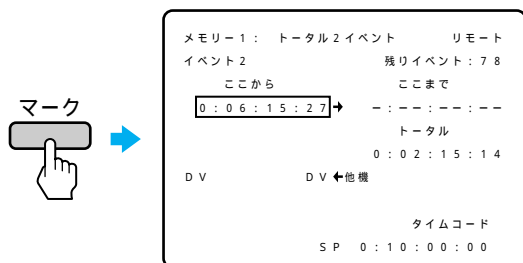 メモリー1: トータル2イベント リモート
イベント2 残りイベント:78
ここから ここまで
0:06:15:27➜ -:--:--:--
トータル
0:02:15:14
DV DV←他機
タイムコード
SP 0:10:00:00
マーク